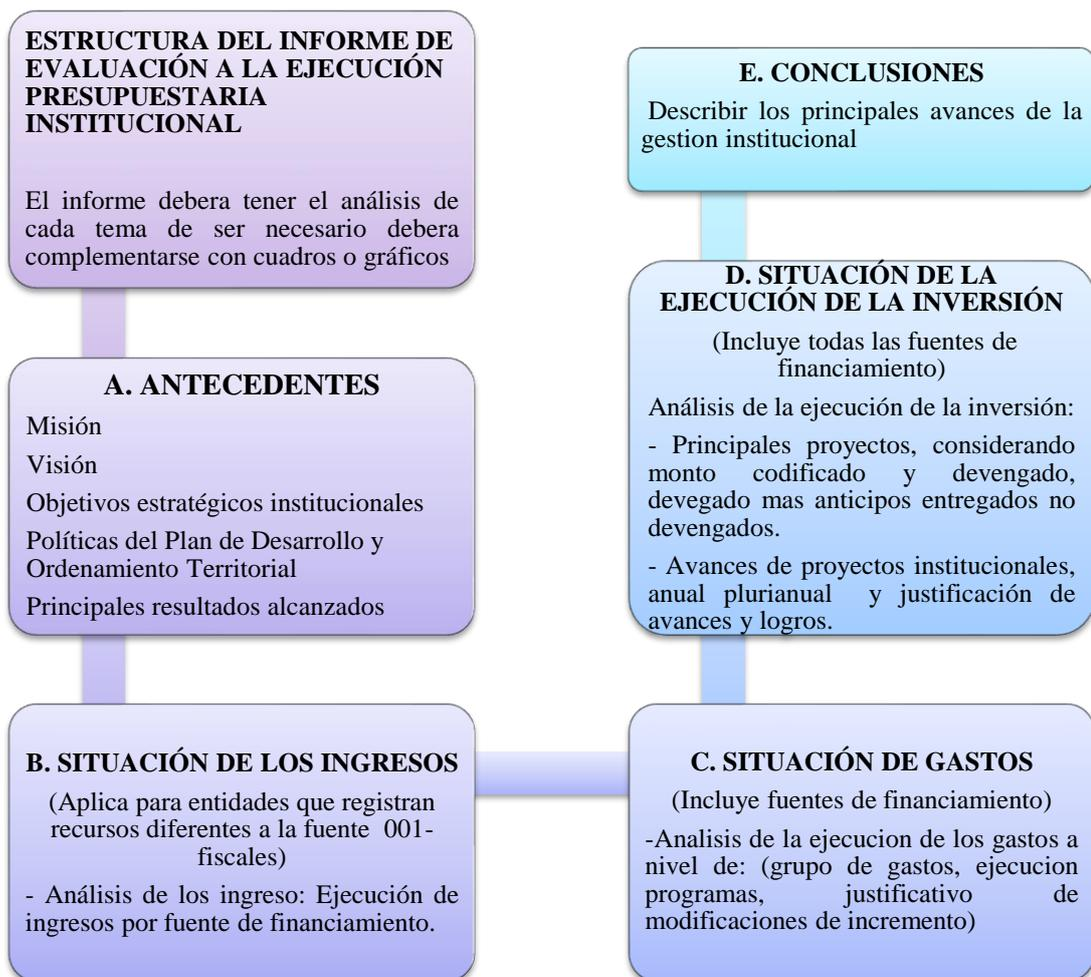 ESTRUCTURA DEL INFORME DE
EVALUACIÓN A LA EJECUCIÓN
PRESUPUESTARIA
INSTITUCIONAL
El informe debera tener el análisis de
cada tema de ser necesario debera
complementarse con cuadros o gráficos
A. ANTECEDENTES
Misión
Visión
Objetivos estratégicos institucionales
Políticas del Plan de Desarrollo y
Ordenamiento Territorial
Principales resultados alcanzados
B. SITUACIÓN DE LOS INGRESOS
(Aplica para entidades que registran
recursos diferentes a la fuente 001-
fiscales)
- Análisis de los ingreso: Ejecución de
ingresos por fuente de financiamiento.
C. SITUACIÓN DE GASTOS
(Incluye fuentes de financiamiento)
-Analisis de la ejecucion de los gastos a
nivel de: (grupo de gastos, ejecucion
programas, justificativo de
modificaciones de incremento)
D. SITUACIÓN DE LA
EJECUCIÓN DE LA INVERSIÓN
(Incluye todas las fuentes de
financiamiento)
Análisis de la ejecución de la inversión:
- Principales proyectos, considerando
monto codificado y devengado,
devegado mas anticipos entregados no
devengados.
- Avances de proyectos institucionales,
anual plurianual y justificación de
avances y logros.
E. CONCLUSIONES
Describir los principales avances de la
gestion institucional